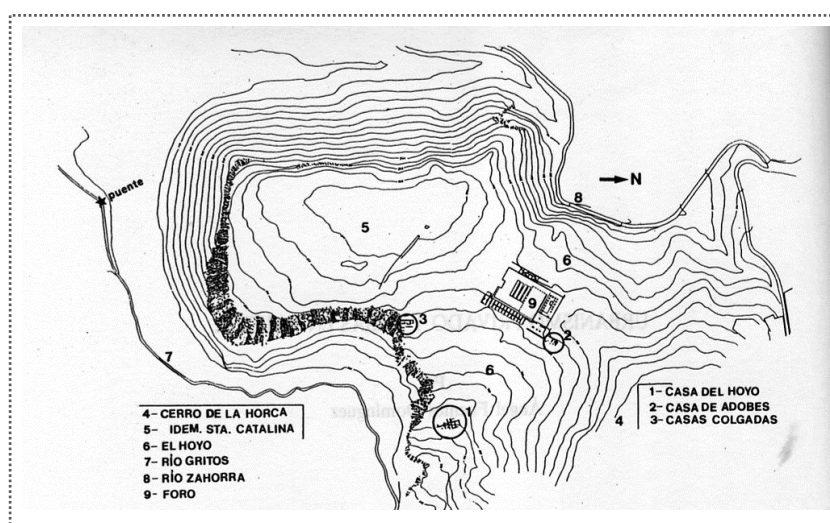 puente
N
8
5
6
9
3
2
7
6
1
4
4- CERRO DE LA HORCA
5- IDEM. STA. CATALINA
6- EL HOYO
7- RÍO GRITOS
8- RÍO ZAHORRA
9- FORO
1- CASA DEL HOYO
2- CASA DE ADOBES
3- CASAS COLGADAS